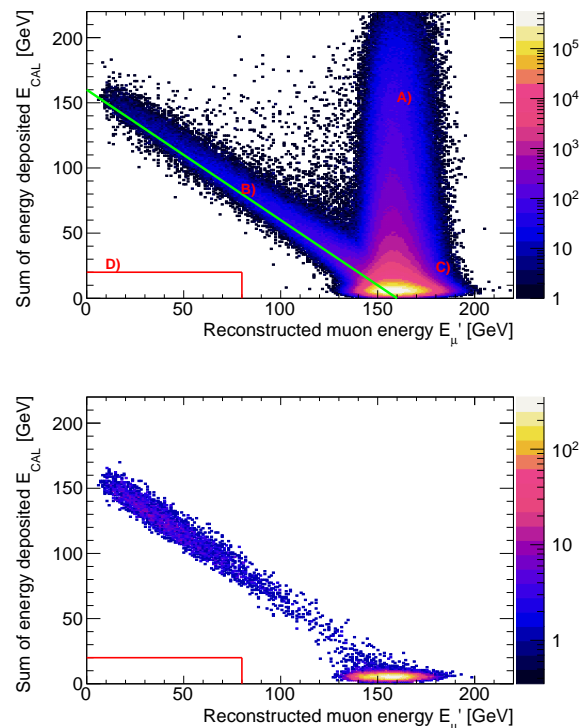 Sum of energy deposited E_CAL [GeV]
220
200
150
100
50
0
A)
B)
C)
D)
0 50 100 150 200
Reconstructed muon energy E_μ' [GeV]
10^5
10^4
10^3
10^2
10
1
Sum of energy deposited E_CAL [GeV]
200
150
100
50
0
0 50 100 150 200
Reconstructed muon energy E_μ' [GeV]
10^2
10
1